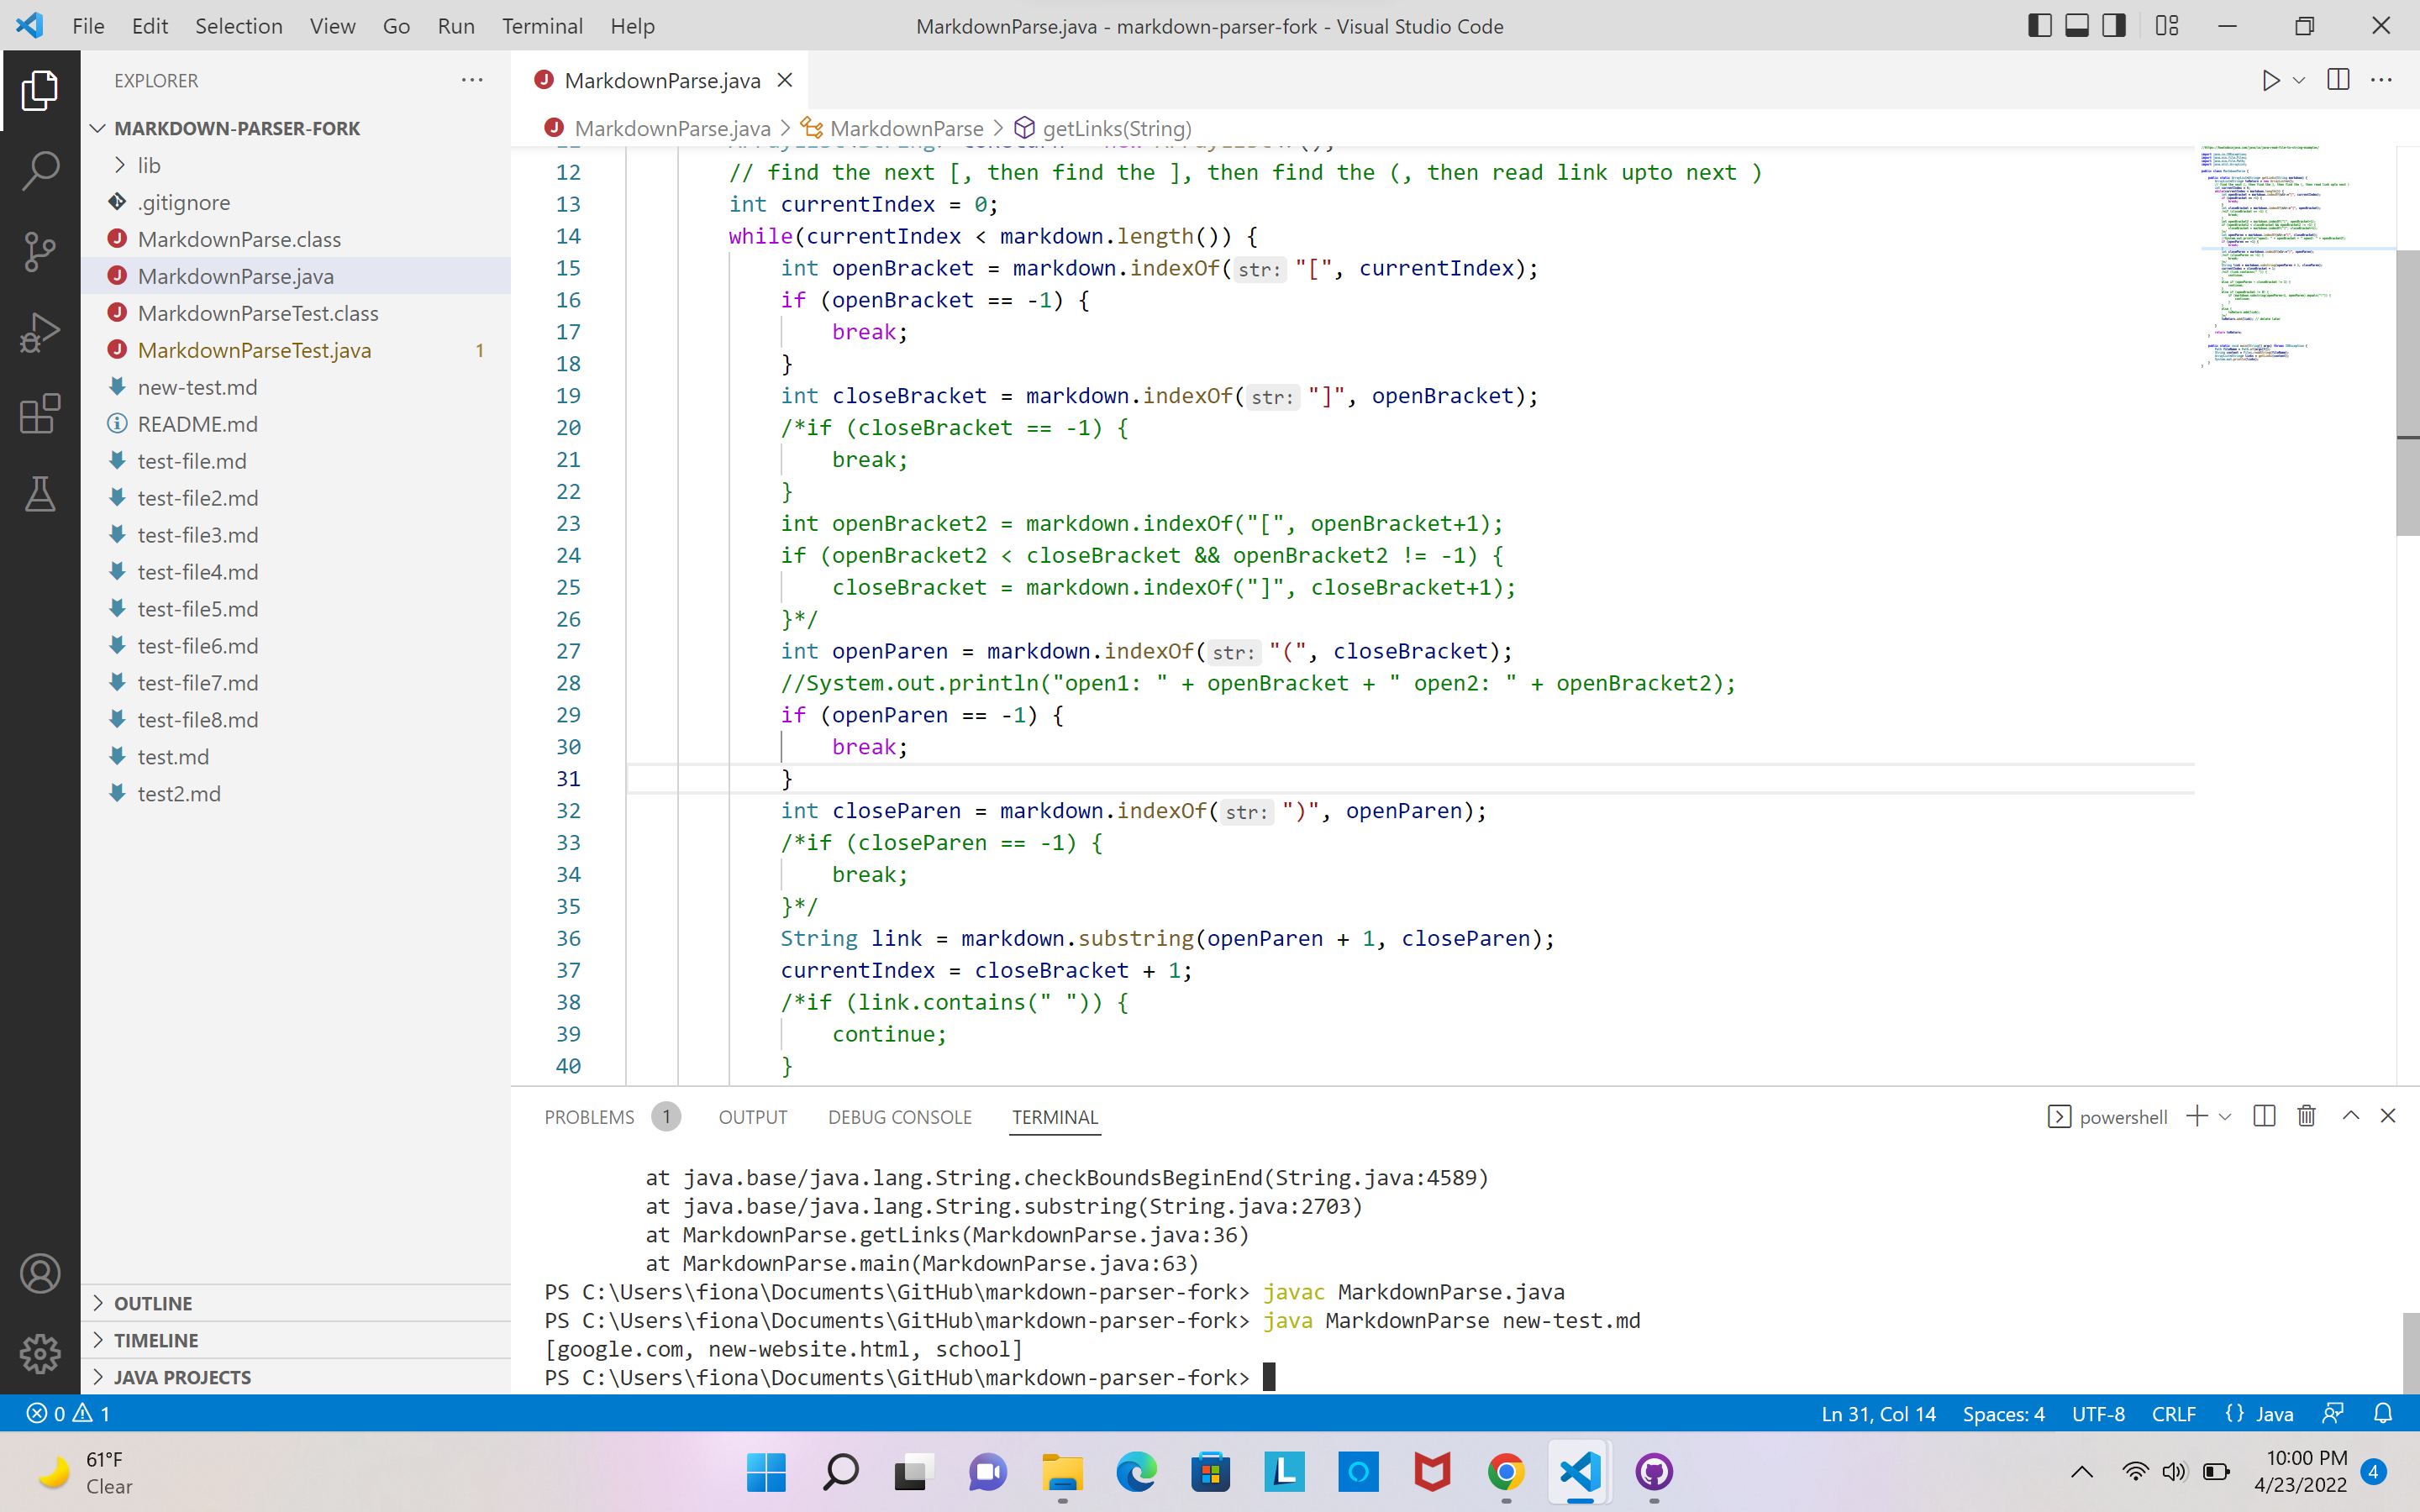 File Edit Selection View Go Run Terminal Help
MarkdownParse.java - markdown-parser-fork - Visual Studio Code
EXPLORER
MARKDOWN-PARSER-FORK
lib
.gitignore
MarkdownParse.class
MarkdownParse.java
MarkdownParseTest.class
MarkdownParseTest.java 1
new-test.md
README.md
test-file.md
test-file2.md
test-file3.md
test-file4.md
test-file5.md
test-file6.md
test-file7.md
test-file8.md
test.md
test2.md
OUTLINE
TIMELINE
JAVA PROJECTS
MarkdownParse.java
MarkdownParse.java > MarkdownParse > getLinks(String)
12 // find the next [, then find the ], then find the (, then read link upto next )
13 int currentIndex = 0;
14 while(currentIndex < markdown.length()) {
15 int openBracket = markdown.indexOf(str: "[", currentIndex);
16 if (openBracket == -1) {
17 break;
18 }
19 int closeBracket = markdown.indexOf(str: "]", openBracket);
20 /*if (closeBracket == -1) {
21 break;
22 }
23 int openBracket2 = markdown.indexOf("[", openBracket+1);
24 if (openBracket2 < closeBracket && openBracket2 != -1) {
25 closeBracket = markdown.indexOf("]", closeBracket+1);
26 }*/
27 int openParen = markdown.indexOf(str: "(", closeBracket);
28 //System.out.println("open1: " + openBracket + " open2: " + openBracket2);
29 if (openParen == -1) {
30 break;
31 }
32 int closeParen = markdown.indexOf(str: ")", openParen);
33 /*if (closeParen == -1) {
34 break;
35 }*/
36 String link = markdown.substring(openParen + 1, closeParen);
37 currentIndex = closeBracket + 1;
38 /*if (link.contains(" ")) {
39 continue;
40 }
PROBLEMS 1 OUTPUT DEBUG CONSOLE TERMINAL
powershell
at java.base/java.lang.String.checkBoundsBeginEnd(String.java:4589)
at java.base/java.lang.String.substring(String.java:2703)
at MarkdownParse.getLinks(MarkdownParse.java:36)
at MarkdownParse.main(MarkdownParse.java:63)
PS C:\Users\fiona\Documents\GitHub\markdown-parser-fork> javac MarkdownParse.java
PS C:\Users\fiona\Documents\GitHub\markdown-parser-fork> java MarkdownParse new-test.md
[google.com, new-website.html, school]
PS C:\Users\fiona\Documents\GitHub\markdown-parser-fork>
0 1
Ln 31, Col 14 Spaces: 4 UTF-8 CRLF {} Java
61°F
Clear
L
10:00 PM
4/23/2022
4